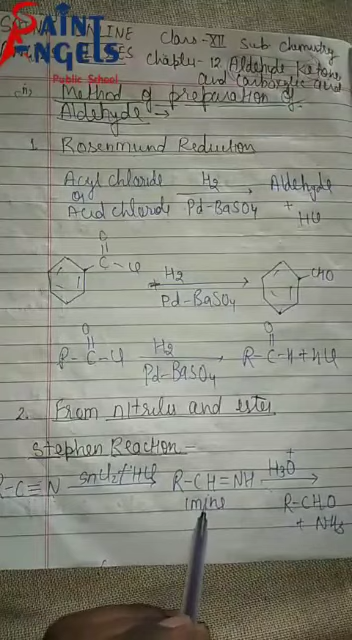 SAINT
ANGELS
Public School
Class-XII Sub Chemistry
Chapter-12 Aldehyde Ketone
and Carboxylic acid
Method of preparation of
Aldehyde →
1. Rosenmund Reduction
Acyl chloride H2 Aldehyde
or
Acid chloride Pd-BaSO4 + HCl
O
C-Cl +H2 CHO
Pd-BaSO4
O O
R-C-Cl H2 R-C-H+HCl
Pd-BaSO4
2. From nitriles and ester
Stephen Reaction-
R-C≡N SnCl2+HCl R-CH=NH H3O+
imine R-CHO
+ NH3